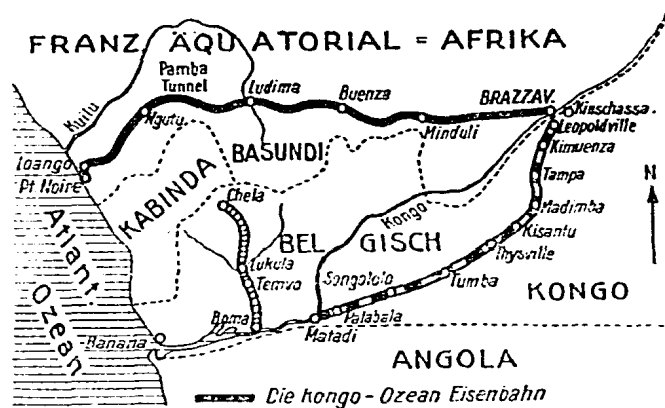 FRANZ. ÄQUATORIAL = AFRIKA
Pamba
Tunnel
Kuilu
Ludima
Buenza
BRAZZAV.
Kinschassa
Ngutu
Minduli
Leopoldville
Loango
Pt Noire
BASUNDI
Kimuenza
KABINDA
Tampa
N
Chela
Kongo
Madimba
Atlant.
Ozean
BELGISCH
Kisantu
Thysville
Lukula
Temvo
Songololo
Tumba
KONGO
Boma
Palabala
Banana
Matadi
ANGOLA
Die Kongo-Ozean Eisenbahn